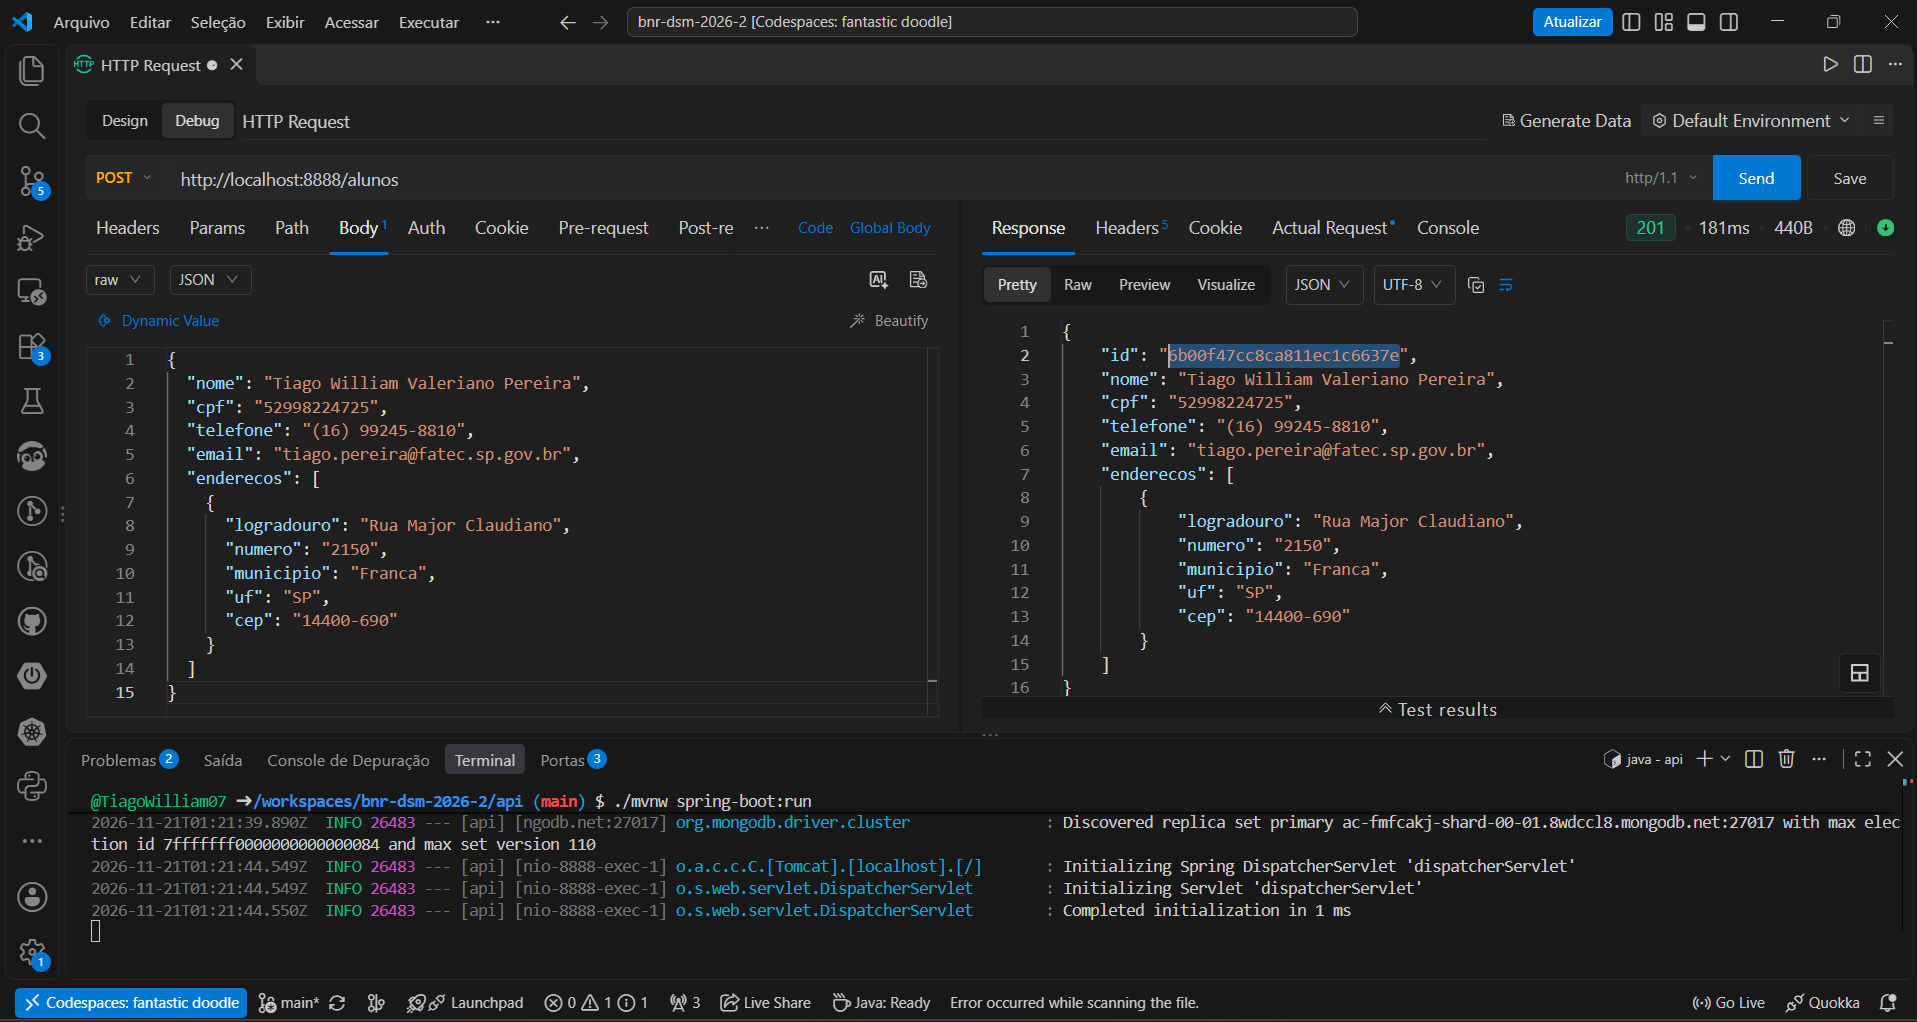 Arquivo Editar Seleção Exibir Acessar Executar ···
bnr-dsm-2026-2 [Codespaces: fantastic doodle]
Atualizar
HTTP HTTP Request
Design Debug HTTP Request
Generate Data Default Environment
POST http://localhost:8888/alunos http/1.1 Send Save
Headers Params Path Body 1 Auth Cookie Pre-request Post-re ··· Code Global Body
raw JSON
AI
Dynamic Value Beautify
1 {
2 "nome": "Tiago William Valeriano Pereira",
3 "cpf": "52998224725",
4 "telefone": "(16) 99245-8810",
5 "email": "tiago.pereira@fatec.sp.gov.br",
6 "enderecos": [
7 {
8 "logradouro": "Rua Major Claudiano",
9 "numero": "2150",
10 "municipio": "Franca",
11 "uf": "SP",
12 "cep": "14400-690"
13 }
14 ]
15 }
Response Headers 5 Cookie Actual Request Console 201 181ms 440B
Pretty Raw Preview Visualize JSON UTF-8
1 {
2 "id": "6b00f47cc8ca811ec1c6637e",
3 "nome": "Tiago William Valeriano Pereira",
4 "cpf": "52998224725",
5 "telefone": "(16) 99245-8810",
6 "email": "tiago.pereira@fatec.sp.gov.br",
7 "enderecos": [
8 {
9 "logradouro": "Rua Major Claudiano",
10 "numero": "2150",
11 "municipio": "Franca",
12 "uf": "SP",
13 "cep": "14400-690"
14 }
15 ]
16 }
Test results
5
3
1
Problemas 2 Saída Console de Depuração Terminal Portas 3
java - api
@TiagoWilliam07 ➜/workspaces/bnr-dsm-2026-2/api (main) $ ./mvnw spring-boot:run
2026-11-21T01:21:39.890Z INFO 26483 --- [api] [ngodb.net:27017] org.mongodb.driver.cluster : Discovered replica set primary ac-fmfcakj-shard-00-01.8wdccl8.mongodb.net:27017 with max elec
tion id 7fffffff0000000000000084 and max set version 110
2026-11-21T01:21:44.549Z INFO 26483 --- [api] [nio-8888-exec-1] o.a.c.c.C.[Tomcat].[localhost].[/] : Initializing Spring DispatcherServlet 'dispatcherServlet'
2026-11-21T01:21:44.549Z INFO 26483 --- [api] [nio-8888-exec-1] o.s.web.servlet.DispatcherServlet : Initializing Servlet 'dispatcherServlet'
2026-11-21T01:21:44.550Z INFO 26483 --- [api] [nio-8888-exec-1] o.s.web.servlet.DispatcherServlet : Completed initialization in 1 ms
Codespaces: fantastic doodle main* Launchpad 0 1 1 3 Live Share Java: Ready Error occurred while scanning the file. Go Live Quokka